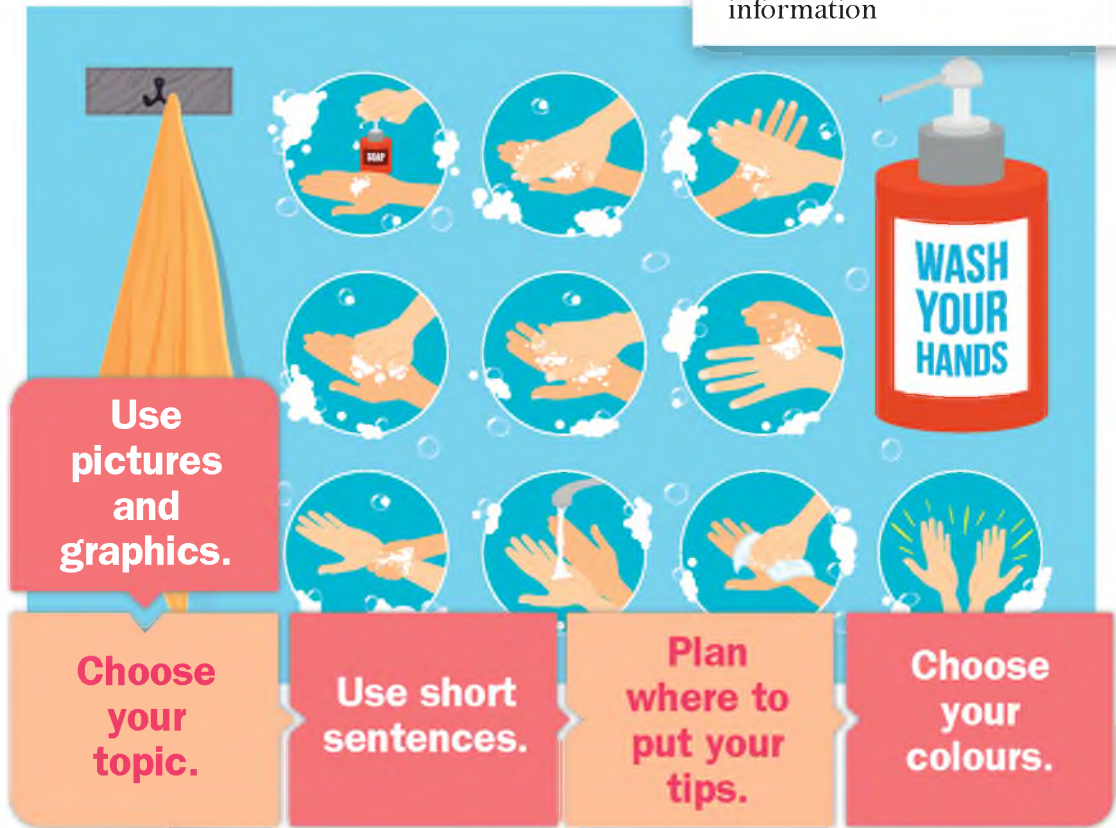 information
SOAP
WASH
YOUR
HANDS
Use
pictures
and
graphics.
Choose
your
topic.
Use short
sentences.
Plan
where to
put your
tips.
Choose
your
colours.